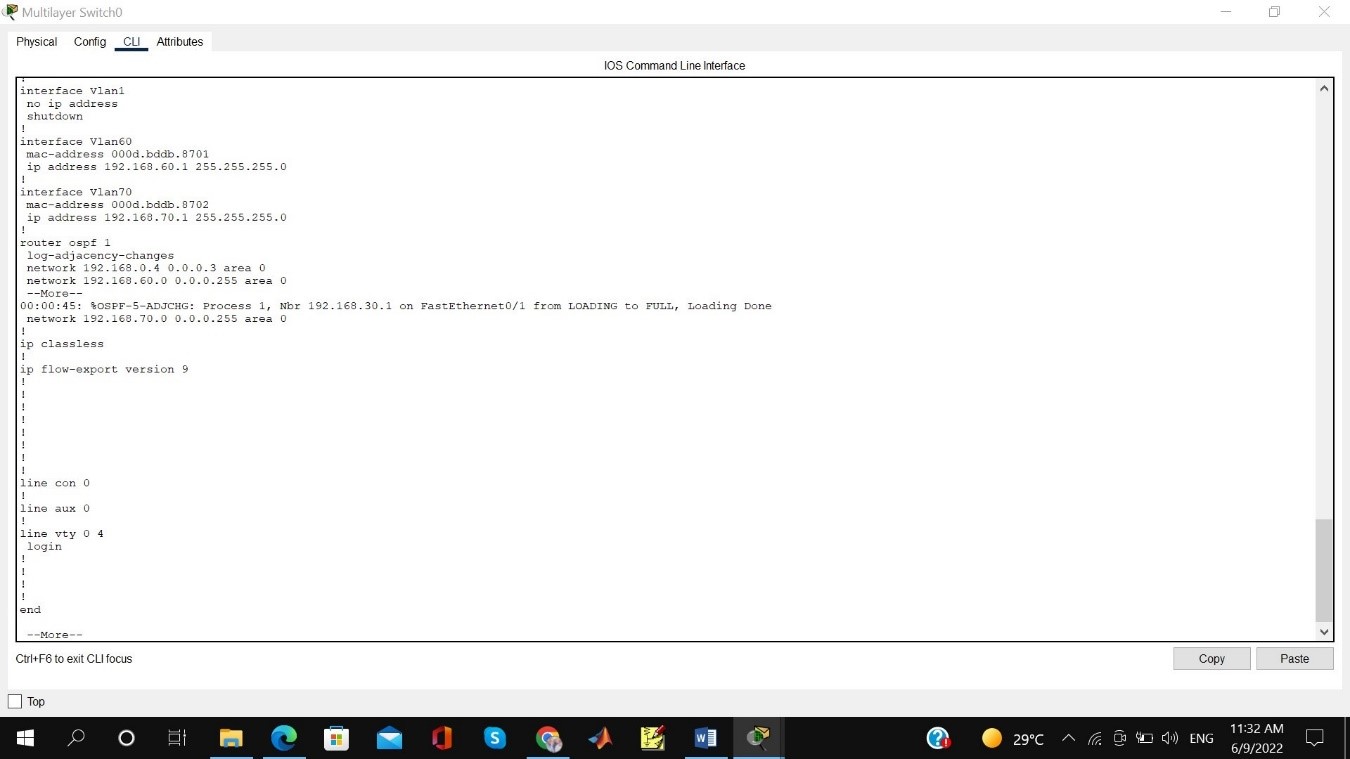 Multilayer Switch0
Physical Config CLI Attributes
IOS Command Line Interface
!
interface Vlan1
 no ip address
 shutdown
!
interface Vlan60
 mac-address 000d.bddb.8701
 ip address 192.168.60.1 255.255.255.0
!
interface Vlan70
 mac-address 000d.bddb.8702
 ip address 192.168.70.1 255.255.255.0
!
router ospf 1
 log-adjacency-changes
 network 192.168.0.4 0.0.0.3 area 0
 network 192.168.60.0 0.0.0.255 area 0
 --More--
00:00:45: %OSPF-5-ADJCHG: Process 1, Nbr 192.168.30.1 on FastEthernet0/1 from LOADING to FULL, Loading Done
 network 192.168.70.0 0.0.0.255 area 0
!
ip classless
!
ip flow-export version 9
!
!
!
!
!
!
!
!
line con 0
!
line aux 0
!
line vty 0 4
 login
!
!
!
!
end
 --More--
Ctrl+F6 to exit CLI focus
Copy Paste
Top
29°C ENG 11:32 AM
6/9/2022